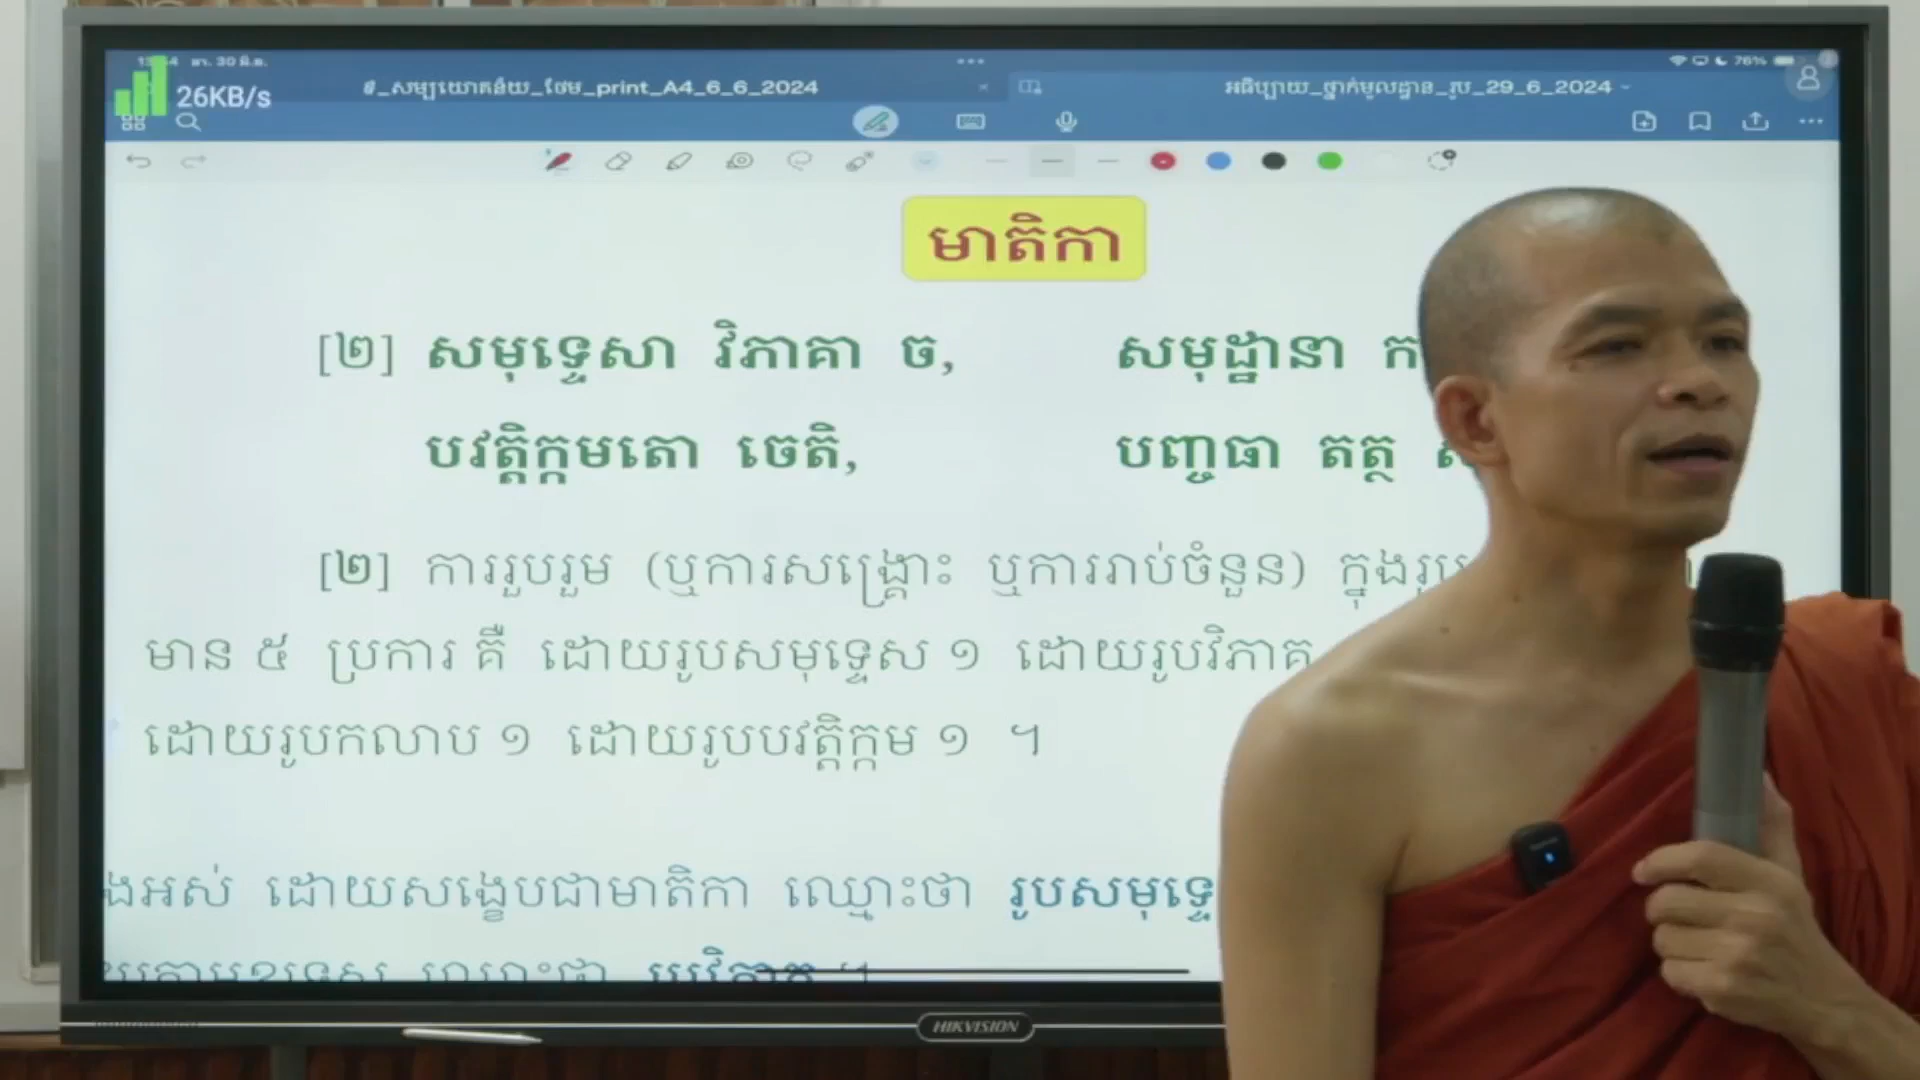 26KB/s
អា. 30 មិ.ថ.
76%
៩_សម្បយោគន័យ_ថែម_print_A4_6_6_2024
អធិប្បាយ_ថ្នាក់មូលដ្ឋាន_រូប_29_6_2024
មាតិកា
[២] សមុទ្ទេសា វិភាគា ច, សមុដ្ឋានា
បវត្តិក្កមតោ ចេតិ, បញ្ចធា តត្ថ
[២] ការរួបរួម (ឬការសង្គ្រោះ ឬការរាប់ចំនួន) ក្នុងរូប
មាន ៥ ប្រការ គឺ ដោយរូបសមុទ្ទេស ១ ដោយរូបវិភាគ
ដោយរូបកលាប ១ ដោយរូបបវត្តិក្កម ១ ។
ងអស់ ដោយសង្ខេបជាមាតិកា ឈ្មោះថា រូបសមុទ្ទេ
HIKVISION